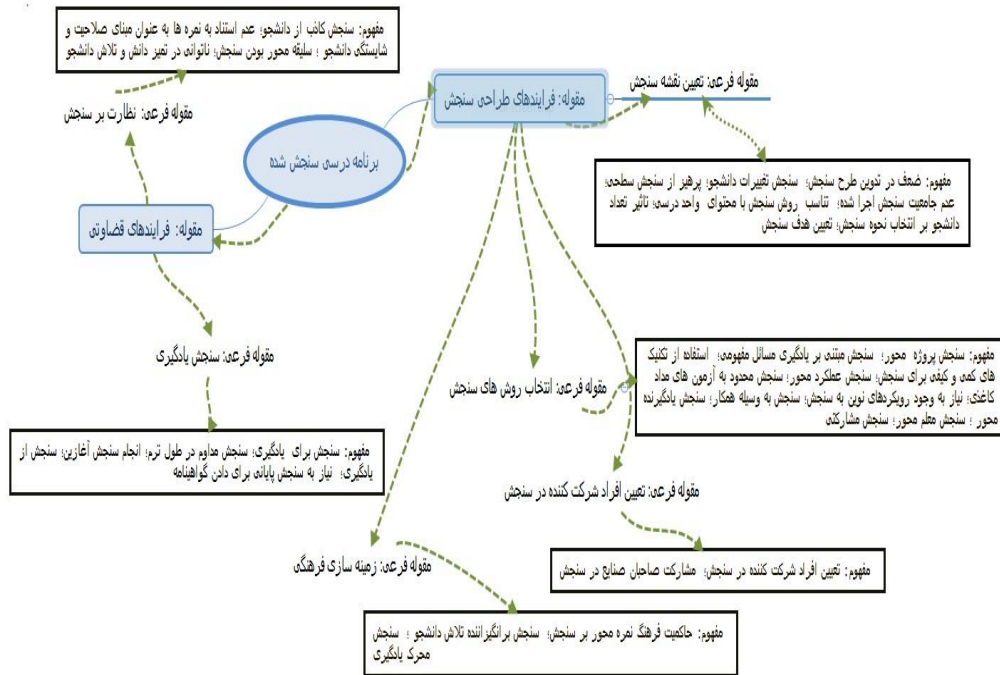 مفهوم: سنجش کاذب از دانشجو؛ عدم استناد به نمره ها به عنوان مبنای صلاحیت و
شایستگی دانشجو ؛ سلیقه محور بودن سنجش؛ ناتوانی در تمیز دانش و تلاش دانشجو
مقوله فرعی: نظارت بر سنجش
مقوله: فرایندهای طراحی سنجش
مقوله فرعی: تعیین نقشه سنجش
برنامه درسی سنجش شده
مفهوم: ضعف در تدوین طرح سنجش؛ سنجش تغییرات دانشجو؛ پرهیز از سنجش سطحی؛
عدم جامعیت سنجش اجرا شده؛ تناسب روش سنجش با محتوای واحد درسی؛ تاثیر تعداد
دانشجو بر انتخاب نحوه سنجش؛ تعیین هدف سنجش
مقوله: فرایندهای قضاوتی
مقوله فرعی: سنجش یادگیری
مفهوم: سنجش پروژه محور؛ سنجش مبتنی بر یادگیری مسائل مفهومی؛ استفاده از تکنیک
های کمی و کیفی برای سنجش؛ سنجش عملکرد محور؛ سنجش محدود به آزمون های مداد
کاغذی؛ نیاز به وجود رویکردهای نوین به سنجش؛ سنجش به وسیله همکار؛ سنجش یادگیرنده
محور ؛ سنجش معلم محور؛ سنجش مشارکتی
مقوله فرعی: انتخاب روش های سنجش
مفهوم: سنجش برای یادگیری؛ سنجش مداوم در طول ترم؛ انجام سنجش آغازین؛ سنجش از
یادگیری؛ نیاز به سنجش پایانی برای دادن گواهینامه
مقوله فرعی: تعیین افراد شرکت کننده در سنجش
مقوله فرعی: زمینه سازی فرهنگی
مفهوم: تعیین افراد شرکت کننده در سنجش؛ مشارکت صاحبان صنایع در سنجش
مفهوم: حاکمیت فرهنگ نمره محور بر سنجش؛ سنجش برانگیزاننده تلاش دانشجو ؛ سنجش
محرک یادگیری